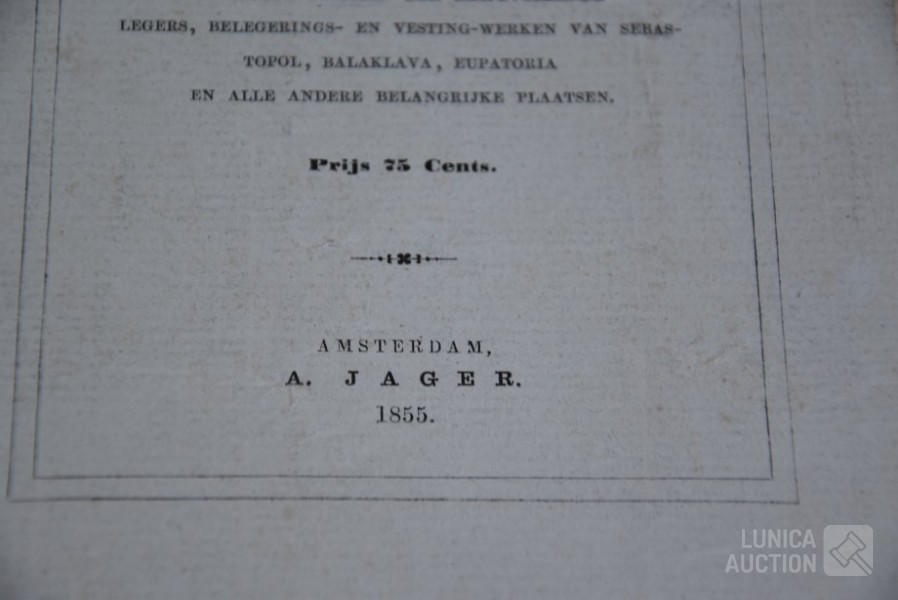 LEGERS, BELEGERINGS- EN VESTING-WERKEN VAN SEBAS-
TOPOL, BALAKLAVA, EUPATORIA
EN ALLE ANDERE BELANGRIJKE PLAATSEN.
Prijs 75 Cents.
AMSTERDAM,
A. JAGER.
1855.
LUNICA
AUCTION